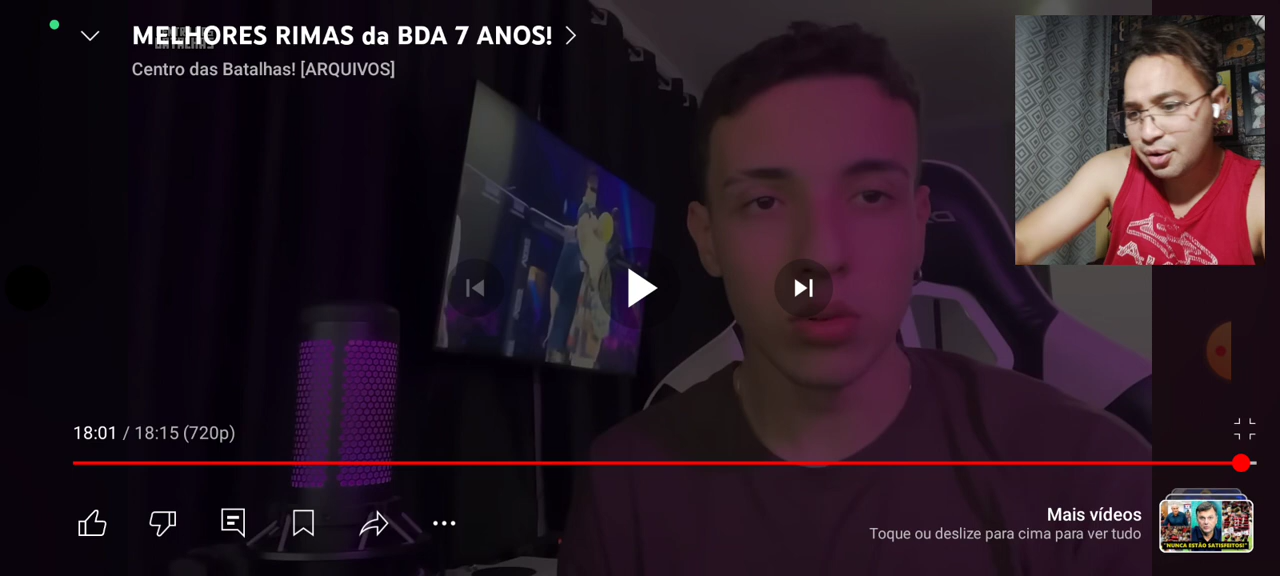 MELHORES RIMAS da BDA 7 ANOS!
Centro das Batalhas! [ARQUIVOS]
18:01 / 18:15 (720p)
Mais vídeos
Toque ou deslize para cima para ver tudo
"NUNCA ESTÃO SATISFEITOS!"